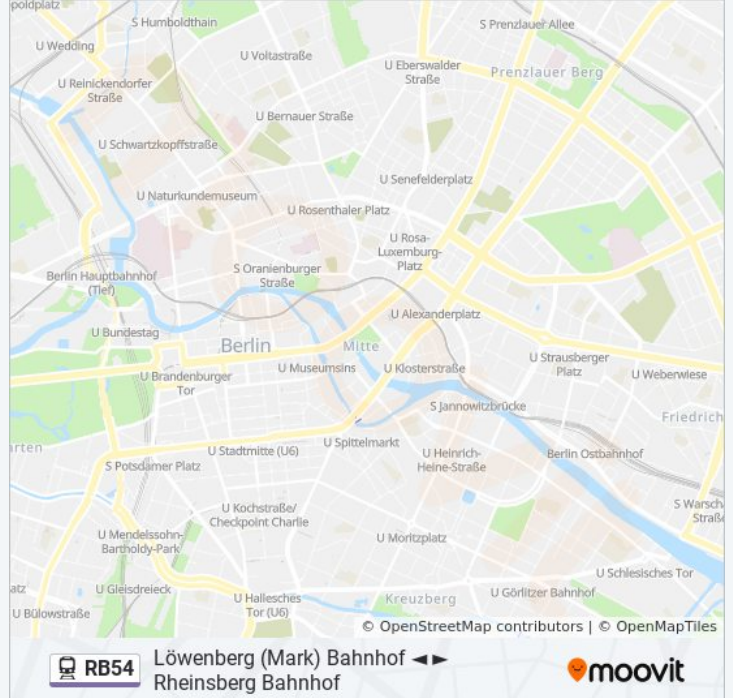 poldplatz
S Humboldthain
S Prenzlauer Allee
U Wedding
U Voltastraße
U Eberswalder
Straße
Prenzlauer Berg
U Reinickendorfer
Straße
U Bernauer Straße
U Schwartzkopffstraße
U Senefelderplatz
U Naturkundemuseum
U Rosenthaler Platz
U Rosa-
Luxemburg-
Platz
Berlin Hauptbahnhof
(Tief)
S Oranienburger
Straße
U Alexanderplatz
U Bundestag
Berlin
Mitte
U Museumsins
U Klosterstraße
U Strausberger
Platz
U Weberwiese
U Brandenburger
Tor
S Jannowitzbrücke
Friedrich
rten
U Stadtmitte (U6)
U Spittelmarkt
U Heinrich-
Heine-Straße
Berlin Ostbahnhof
S Potsdamer Platz
S Warsch
Straße
U Kochstraße/
Checkpoint Charlie
U Mendelssohn-
Bartholdy-Park
U Moritzplatz
U Schlesisches Tor
atz
U Gleisdreieck
U Hallesches
Tor (U6)
Kreuzberg
U Görlitzer Bahnhof
U Bülowstraße
© OpenStreetMap contributors | © OpenMapTiles
RB54
Löwenberg (Mark) Bahnhof ◄ ►
Rheinsberg Bahnhof
moovit